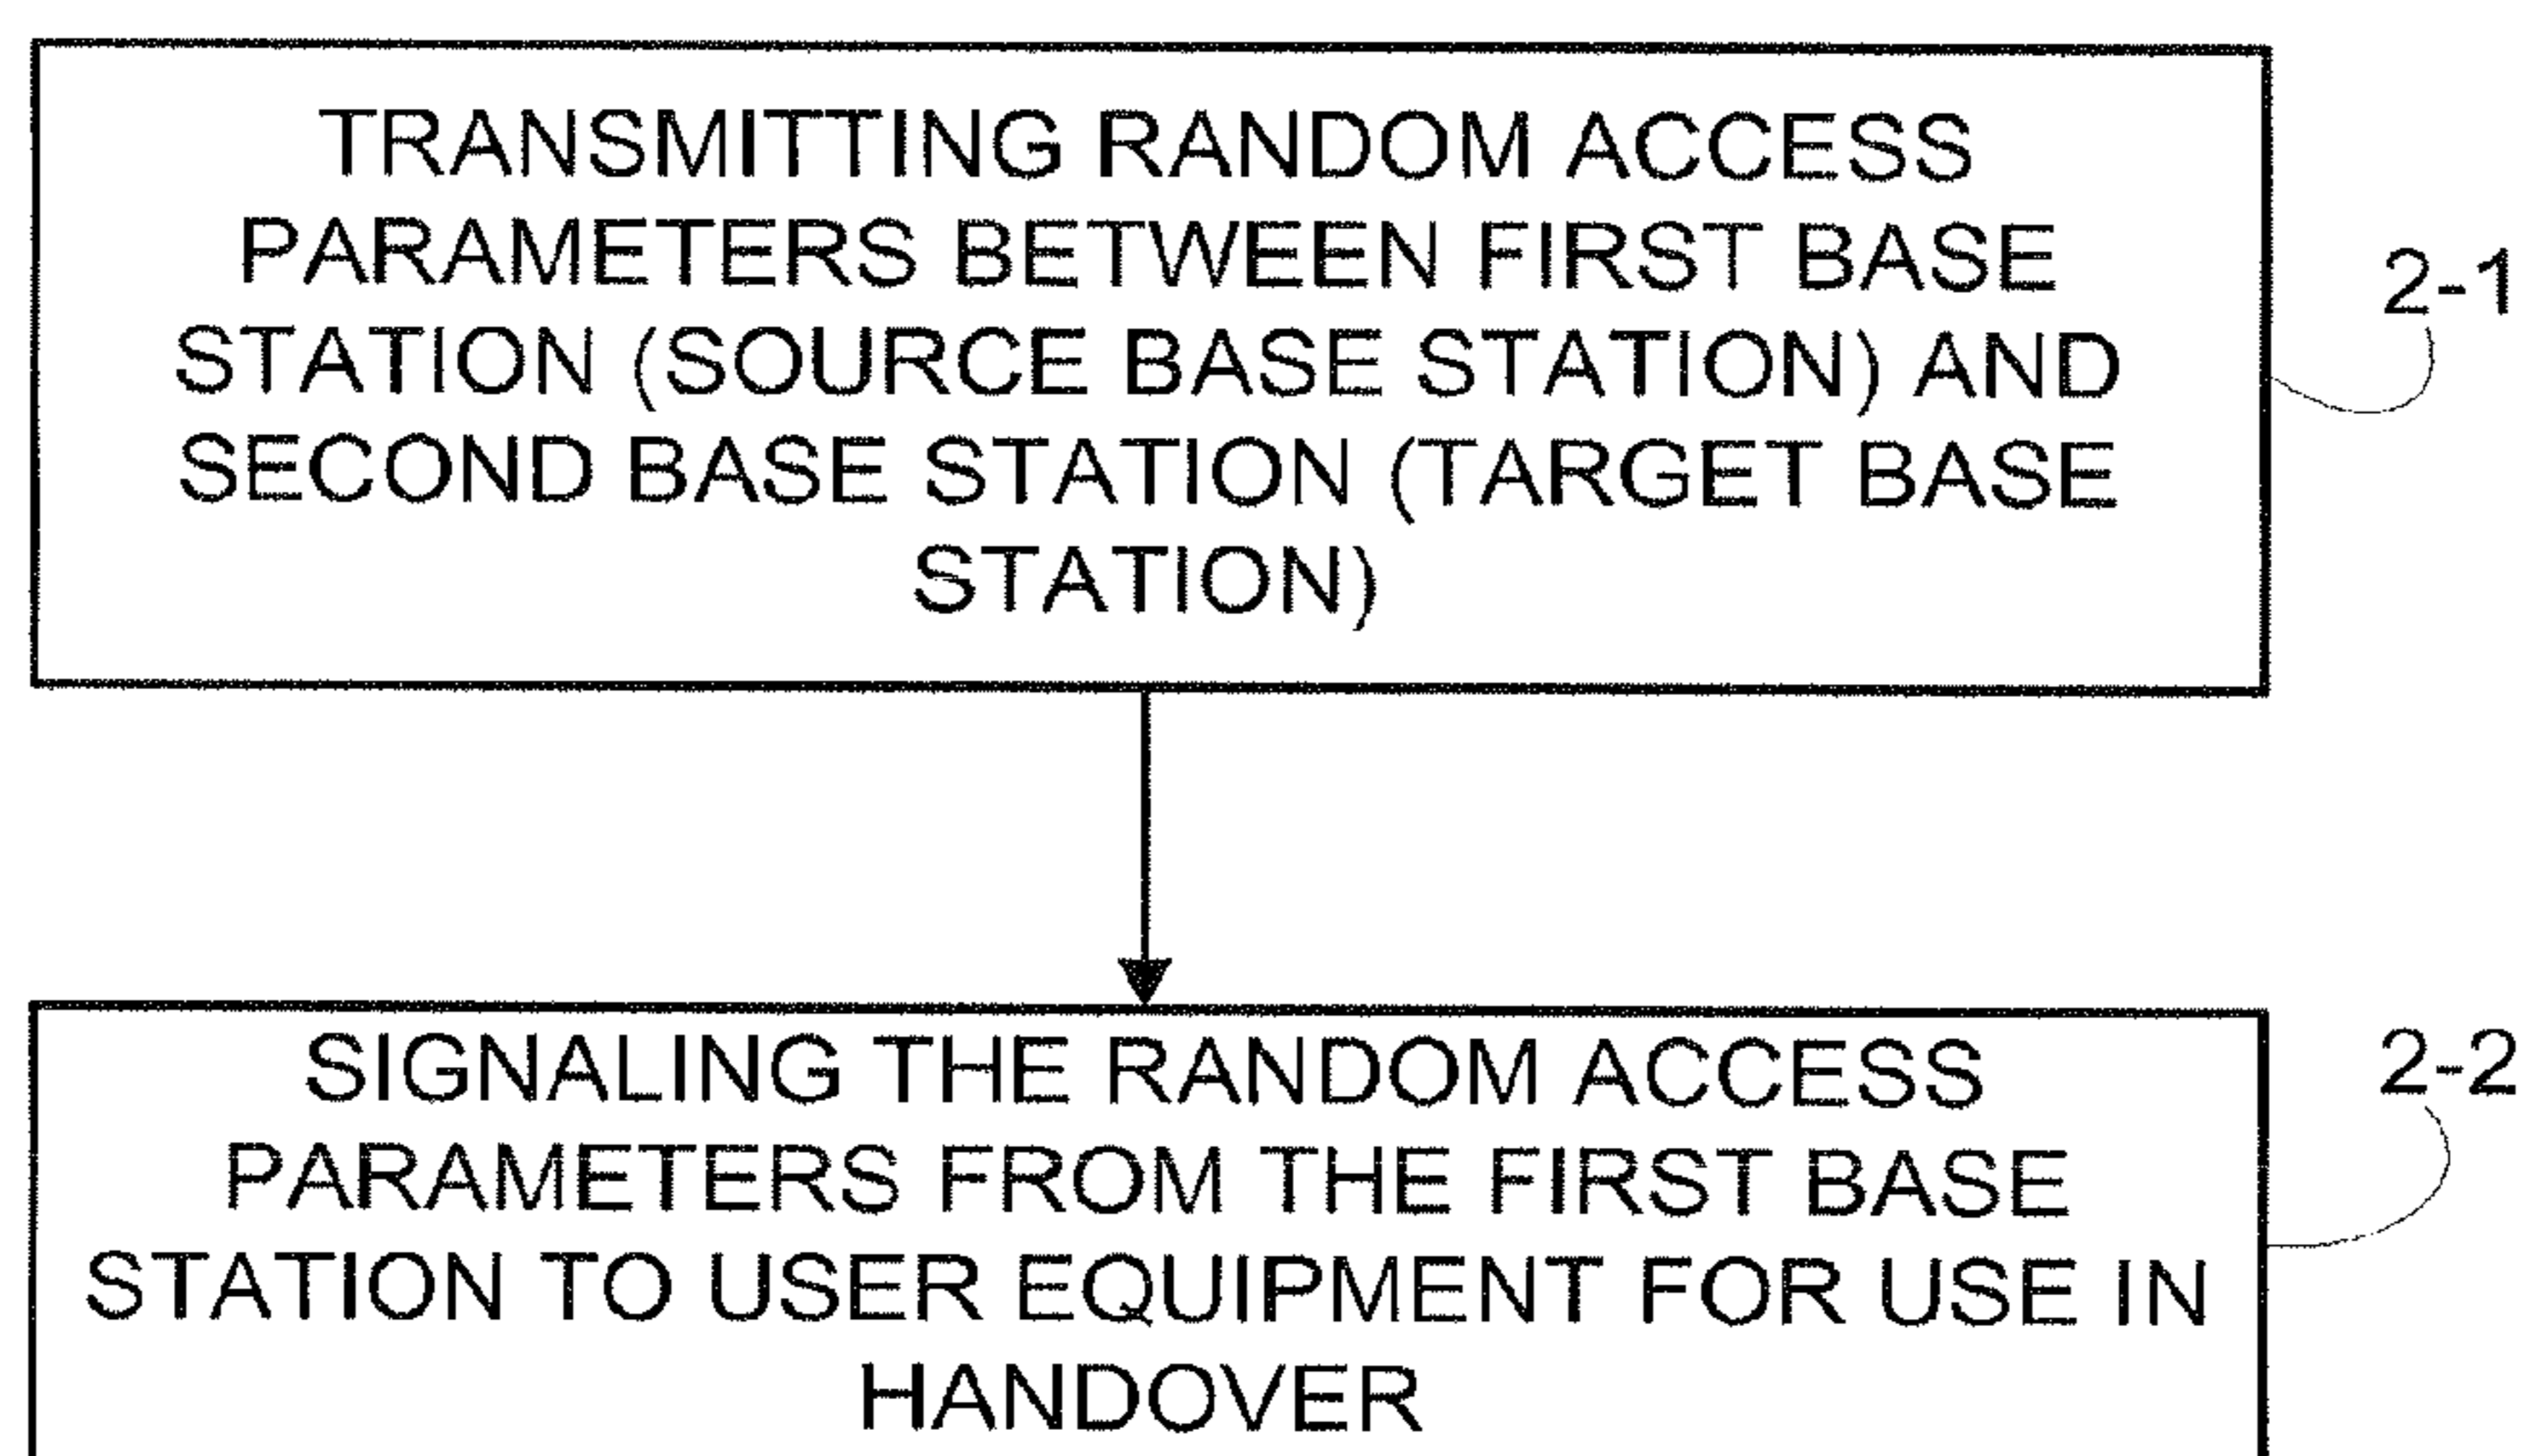 TRANSMITTING RANDOM ACCESS
PARAMETERS BETWEEN FIRST BASE
STATION (SOURCE BASE STATION) AND
SECOND BASE STATION (TARGET BASE
STATION)
2-1
SIGNALING THE RANDOM ACCESS
PARAMETERS FROM THE FIRST BASE
STATION TO USER EQUIPMENT FOR USE IN
HANDOVER
2-2